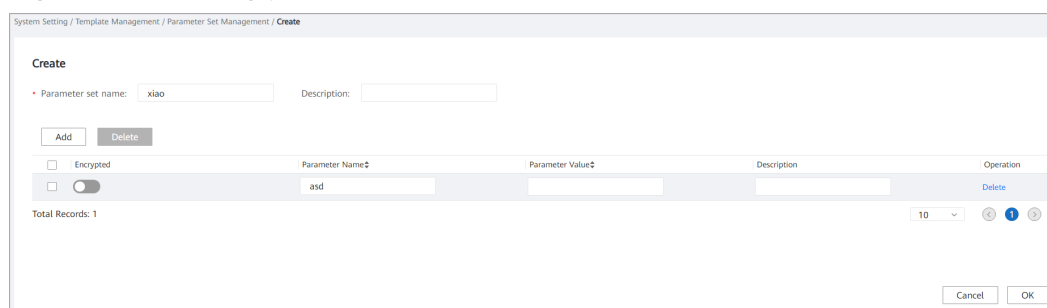 System Setting / Template Management / Parameter Set Management / Create
Create
* Parameter set name: xiao Description:
Add Delete
Encrypted Parameter Name Parameter Value Description Operation
asd Delete
Total Records: 1 10 < 1 >
Cancel OK